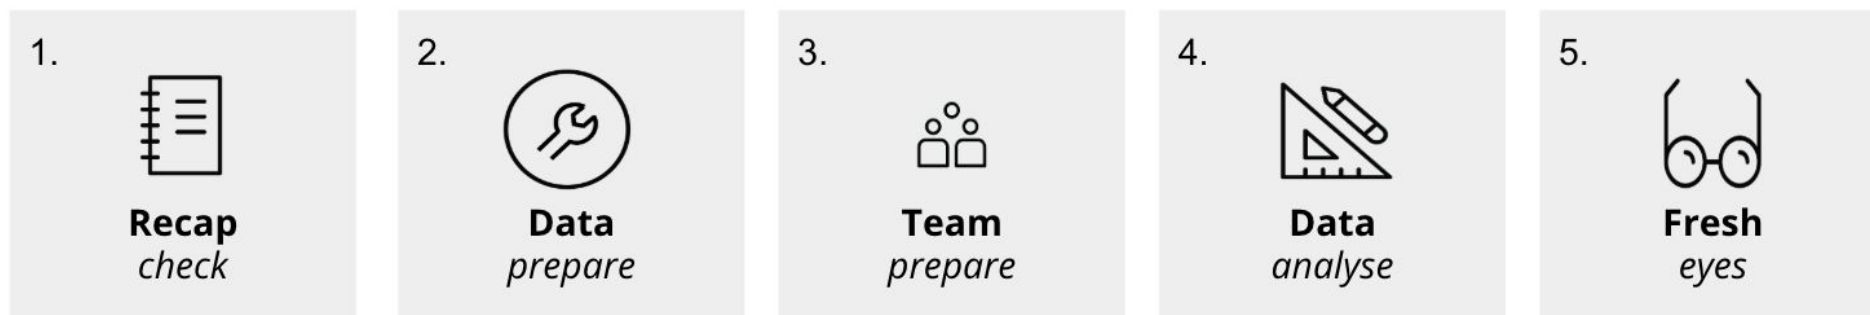 1.
Recap
check
2.
Data
prepare
3.
Team
prepare
4.
Data
analyse
5.
Fresh
eyes